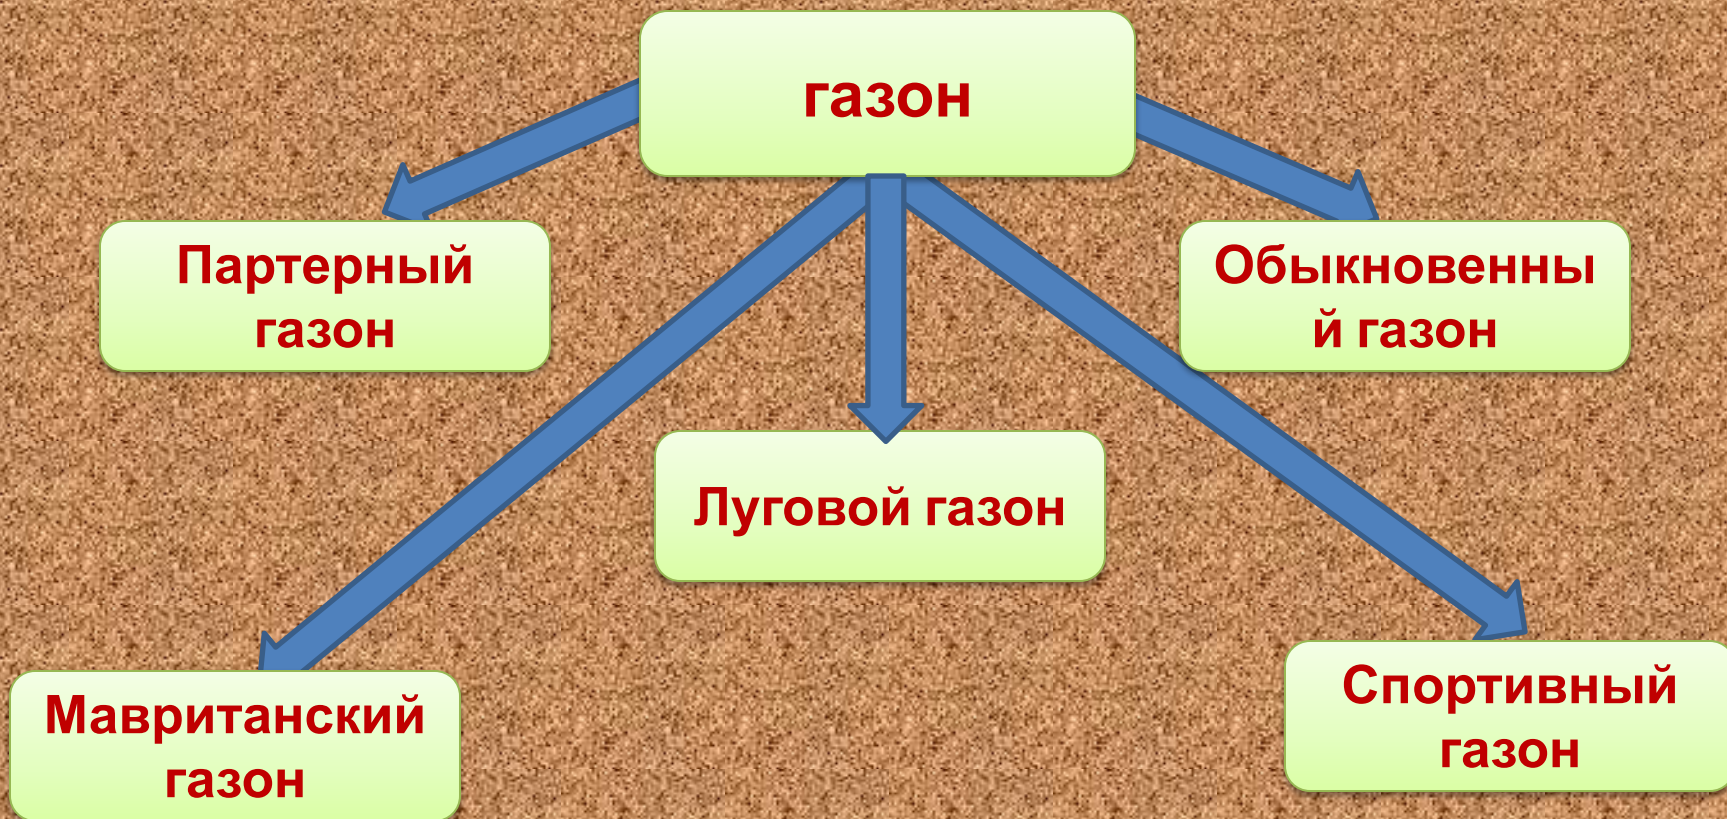 газон
Партерный
газон
Обыкновенны
й газон
Луговой газон
Мавританский
газон
Спортивный
газон